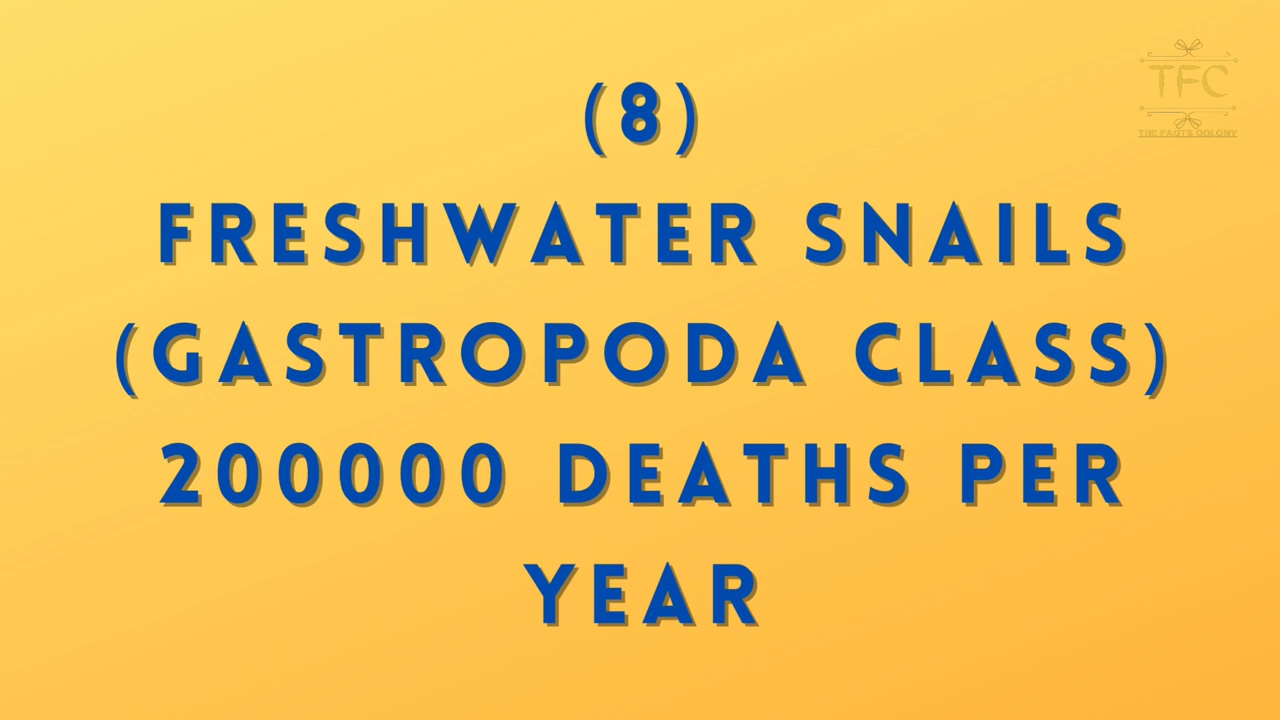 (8)
TFC
THE FACTS COLONY
FRESHWATER SNAILS
(GASTROPODA CLASS)
200000 DEATHS PER
YEAR